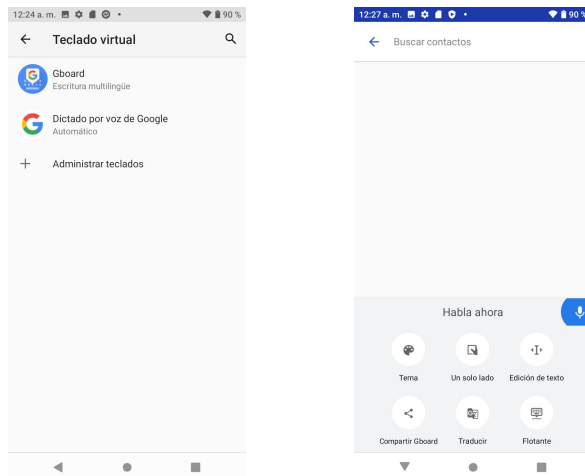 12:24 a. m.
90 %
Teclado virtual
Gboard
Escritura multilingüe
Dictado por voz de Google
Automático
Administrar teclados
12:27 a. m.
90 %
Buscar contactos
Habla ahora
Tema
Un solo lado
Edición de texto
Compartir Gboard
Traducir
Flotante